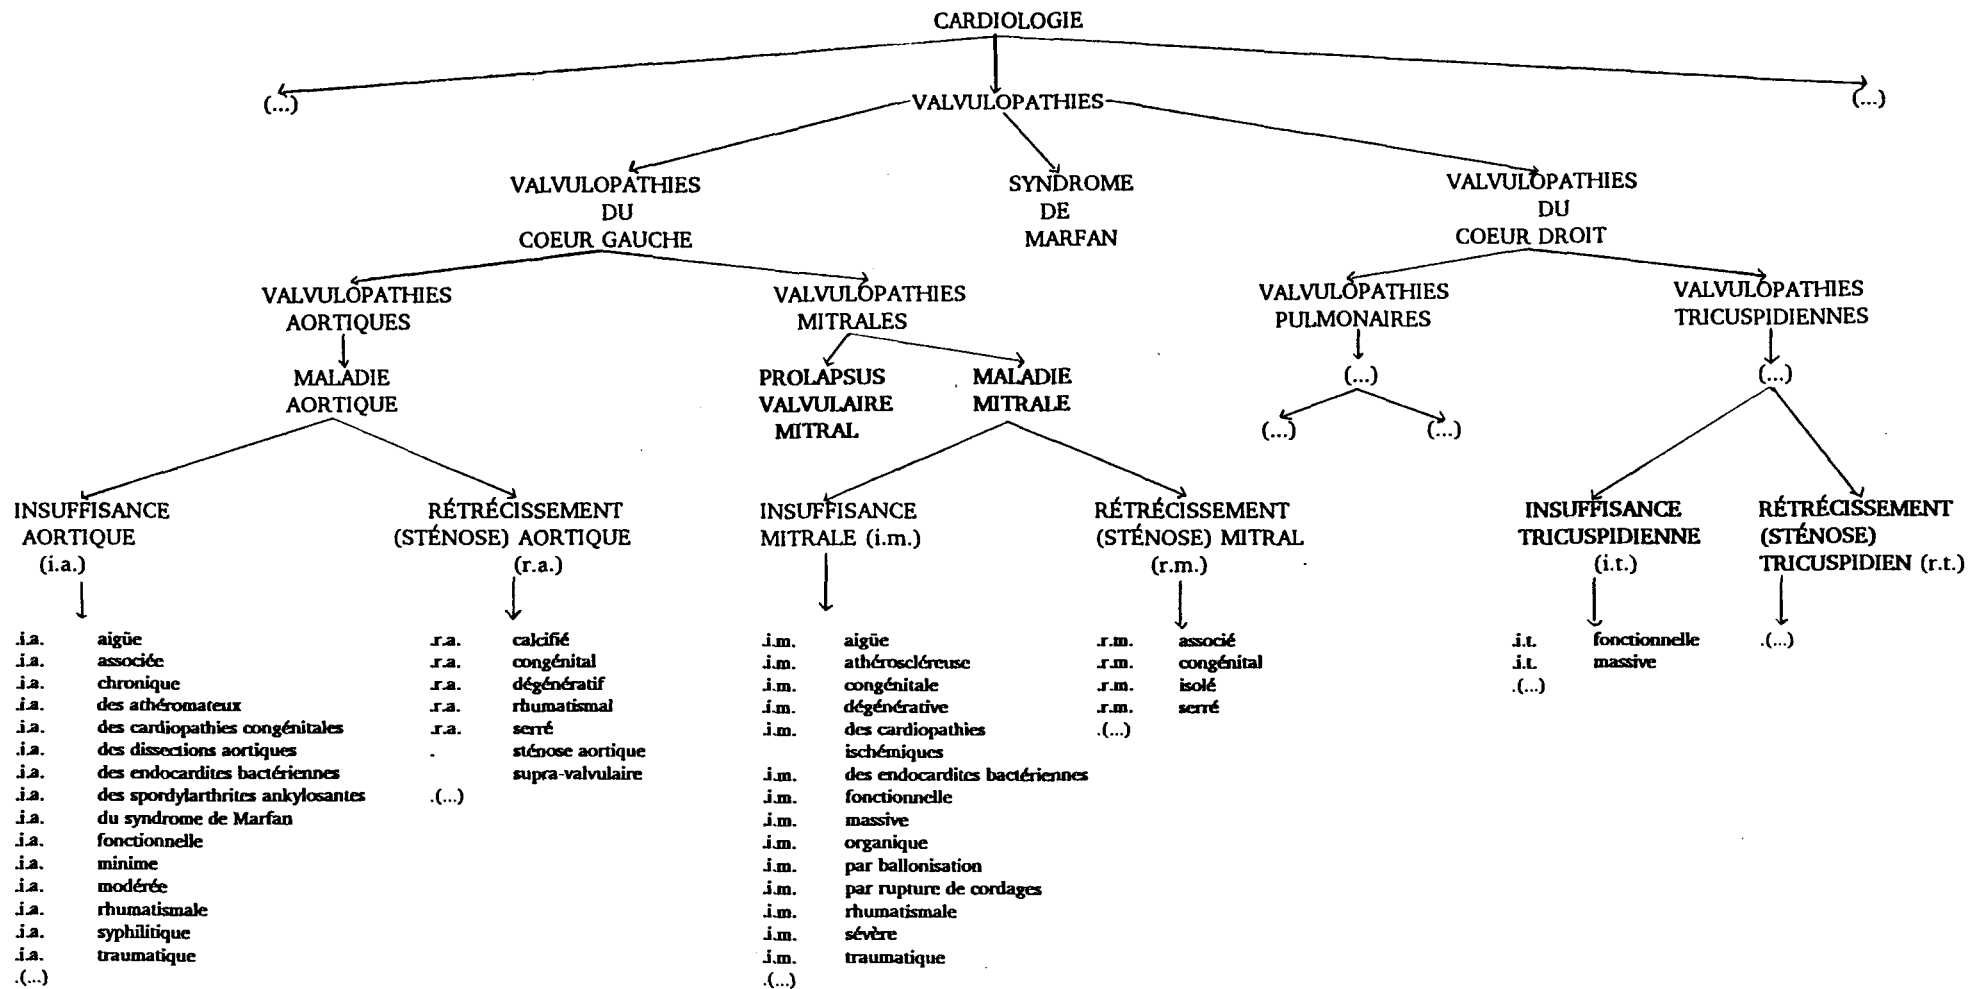 CARDIOLOGIE
(...)
VALVULOPATHIES
(...)
VALVULOPATHIES
DU
COEUR GAUCHE
SYNDROME
DE
MARFAN
VALVULOPATHIES
DU
COEUR DROIT
VALVULOPATHIES
AORTIQUES
VALVULOPATHIES
MITRALES
VALVULOPATHIES
PULMONAIRES
VALVULOPATHIES
TRICUSPIDIENNES
MALADIE
AORTIQUE
PROLAPSUS
VALVULAIRE
MITRAL
MALADIE
MITRALE
(...)
(...)
(...)
(...)
INSUFFISANCE
AORTIQUE
(i.a.)
RÉTRÉCISSEMENT
(STÉNOSE) AORTIQUE
(r.a.)
INSUFFISANCE
MITRALE (i.m.)
RÉTRÉCISSEMENT
(STÉNOSE) MITRAL
(r.m.)
INSUFFISANCE
TRICUSPIDIENNE
(i.t.)
RÉTRÉCISSEMENT
(STÉNOSE)
TRICUSPIDIEN (r.t.)
.i.a. aigüe
.i.a. associée
.i.a. chronique
.i.a. des athéromateux
.i.a. des cardiopathies congénitales
.i.a. des dissections aortiques
.i.a. des endocardites bactériennes
.i.a. des spordylarthrites ankylosantes
.i.a. du syndrome de Marfan
.i.a. fonctionnelle
.i.a. minime
.i.a. modérée
.i.a. rhumatismale
.i.a. syphilitique
.i.a. traumatique
.(...)
.r.a. calcifié
.r.a. congénital
.r.a. dégénératif
.r.a. rhumatismal
.r.a. serré
. sténose aortique
supra-valvulaire
.(...)
.i.m. aigüe
.i.m. athéroscléreuse
.i.m. congénitale
.i.m. dégénérative
.i.m. des cardiopathies
ischémiques
.i.m. des endocardites bactériennes
.i.m. fonctionnelle
.i.m. massive
.i.m. organique
.i.m. par ballonisation
.i.m. par rupture de cordages
.i.m. rhumatismale
.i.m. sévère
.i.m. traumatique
.(...)
.r.m. associé
.r.m. congénital
.r.m. isolé
.r.m. serré
.(...)
.i.t. fonctionnelle
.i.t. massive
.(...)
.(...)